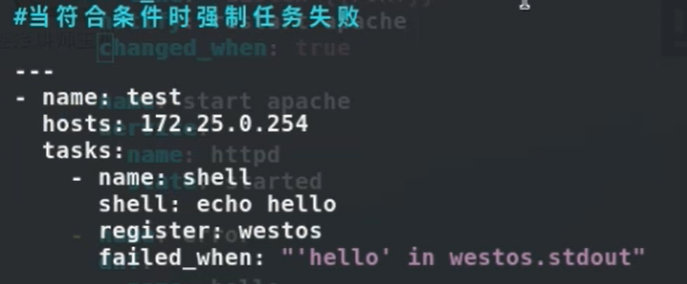 #当符合条件时强制任务失败
---
- name: test
  hosts: 172.25.0.254
  tasks:
    - name: shell
      shell: echo hello
      register: westos
      failed_when: "'hello' in westos.stdout"